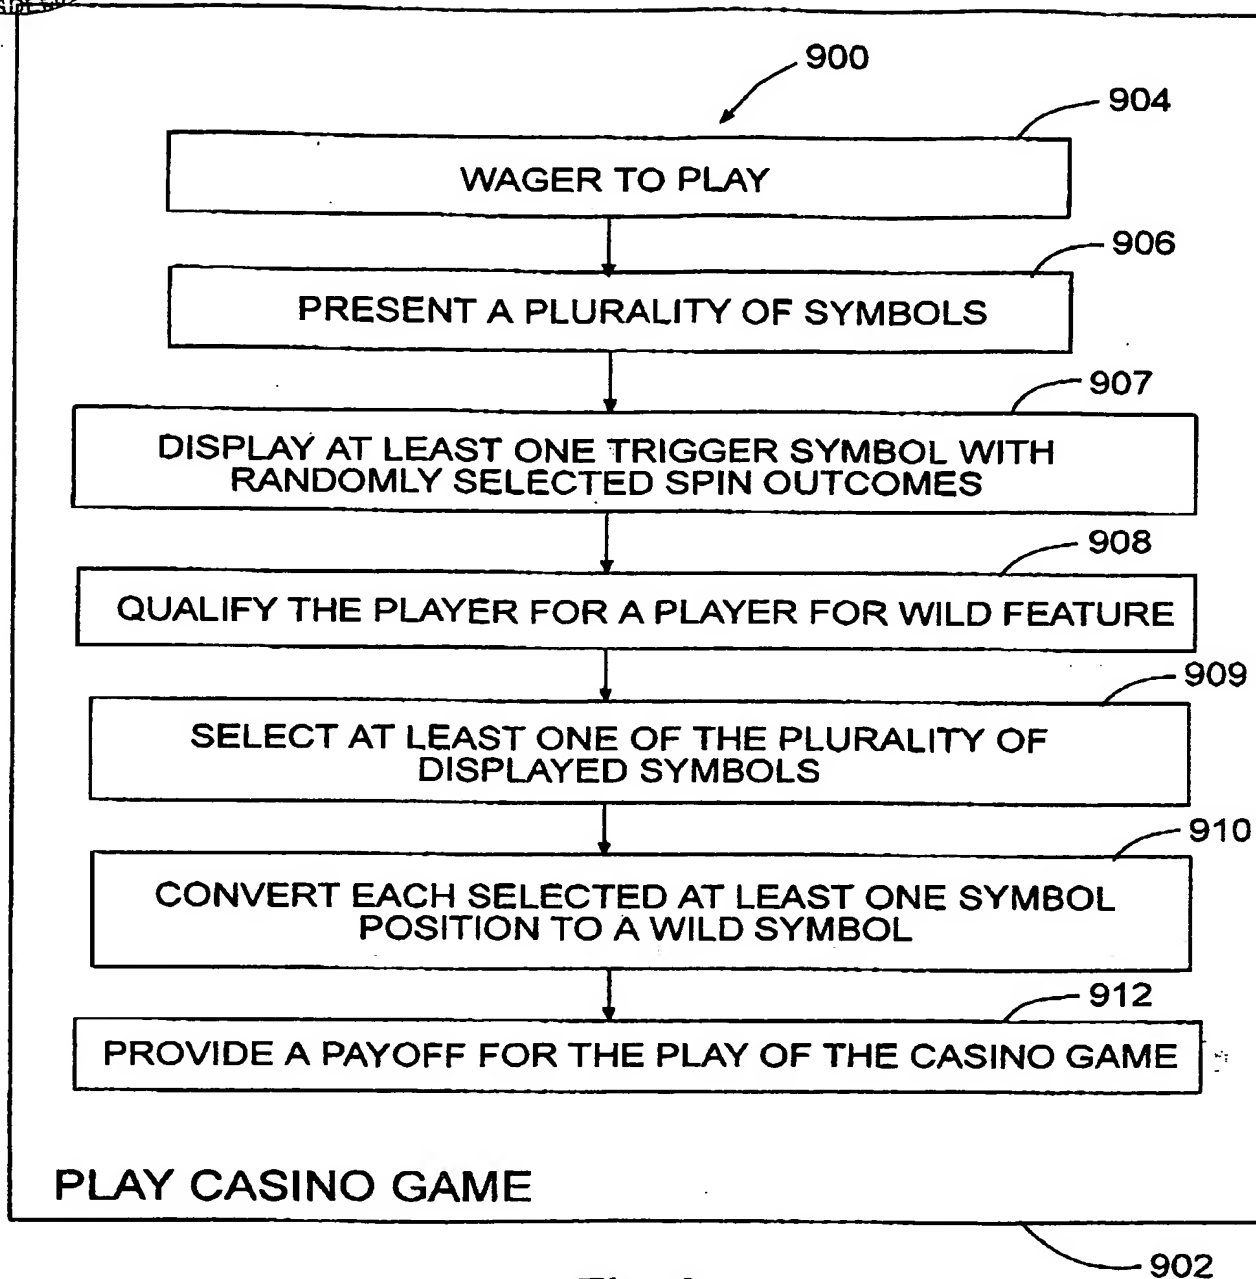 900
904
WAGER TO PLAY
906
PRESENT A PLURALITY OF SYMBOLS
907
DISPLAY AT LEAST ONE TRIGGER SYMBOL WITH
RANDOMLY SELECTED SPIN OUTCOMES
908
QUALIFY THE PLAYER FOR A PLAYER FOR WILD FEATURE
909
SELECT AT LEAST ONE OF THE PLURALITY OF
DISPLAYED SYMBOLS
910
CONVERT EACH SELECTED AT LEAST ONE SYMBOL
POSITION TO A WILD SYMBOL
912
PROVIDE A PAYOFF FOR THE PLAY OF THE CASINO GAME
PLAY CASINO GAME
902